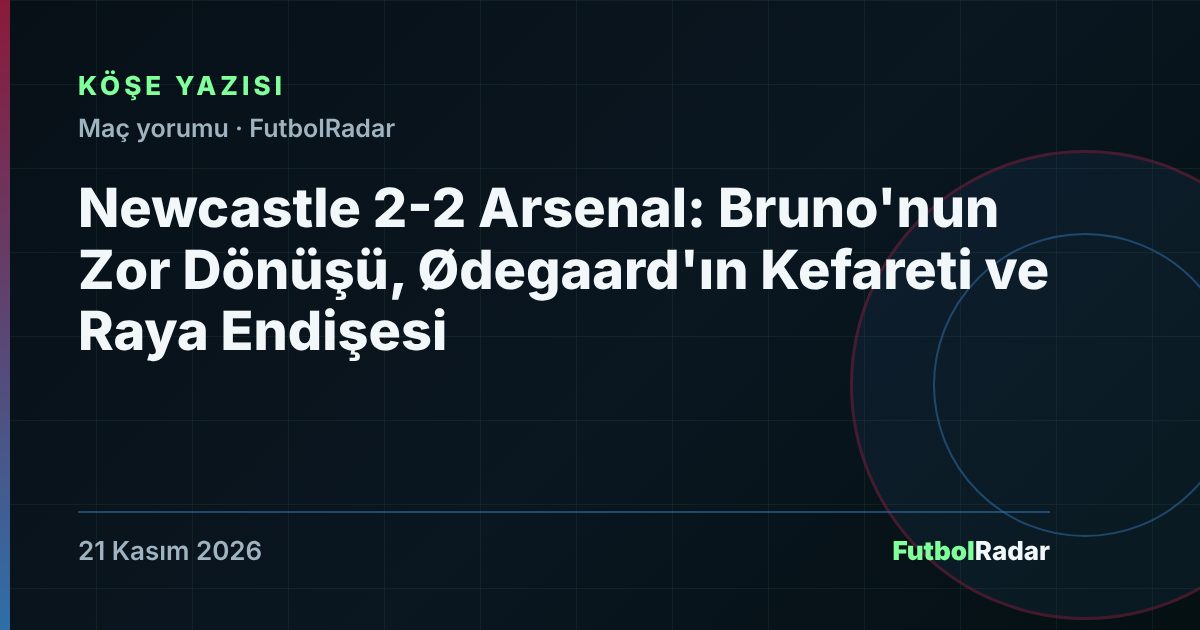 KÖŞE YAZISI
Maç yorumu · FutbolRadar
Newcastle 2-2 Arsenal: Bruno'nun
Zor Dönüşü, Ødegaard'ın Kefareti ve
Raya Endişesi
21 Kasım 2026
FutbolRadar